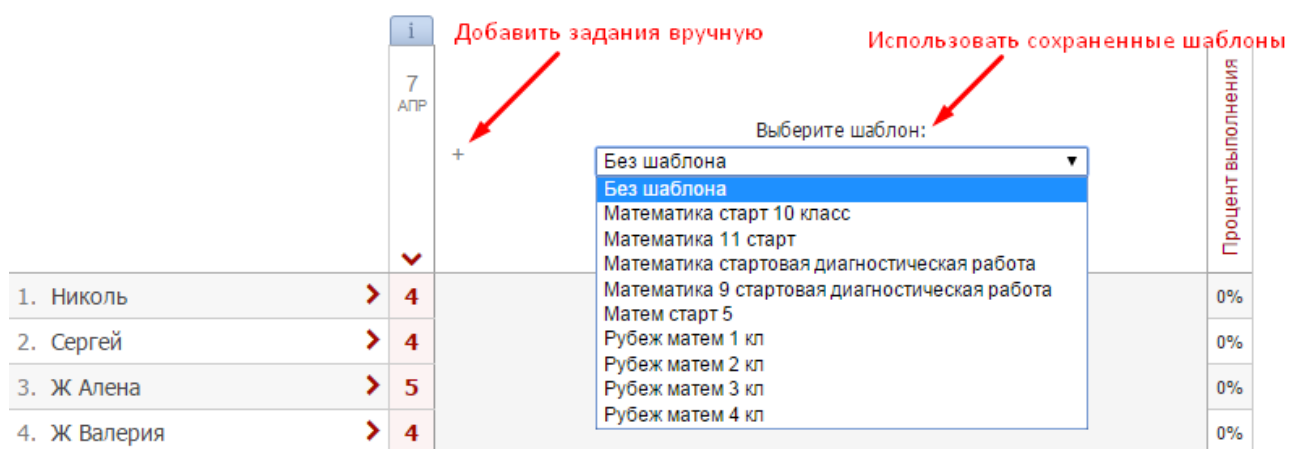 i
Добавить задания вручную
Использовать сохраненные шаблоны
7
АПР
Процент выполнения
Выберите шаблон:
+
Без шаблона
Без шаблона
Математика старт 10 класс
Математика 11 старт
Математика стартовая диагностическая работа
Математика 9 стартовая диагностическая работа
Матем старт 5
Рубеж матем 1 кл
Рубеж матем 2 кл
Рубеж матем 3 кл
Рубеж матем 4 кл
1. Николь 4 0%
2. Сергей 4 0%
3. Ж Алена 5 0%
4. Ж Валерия 4 0%